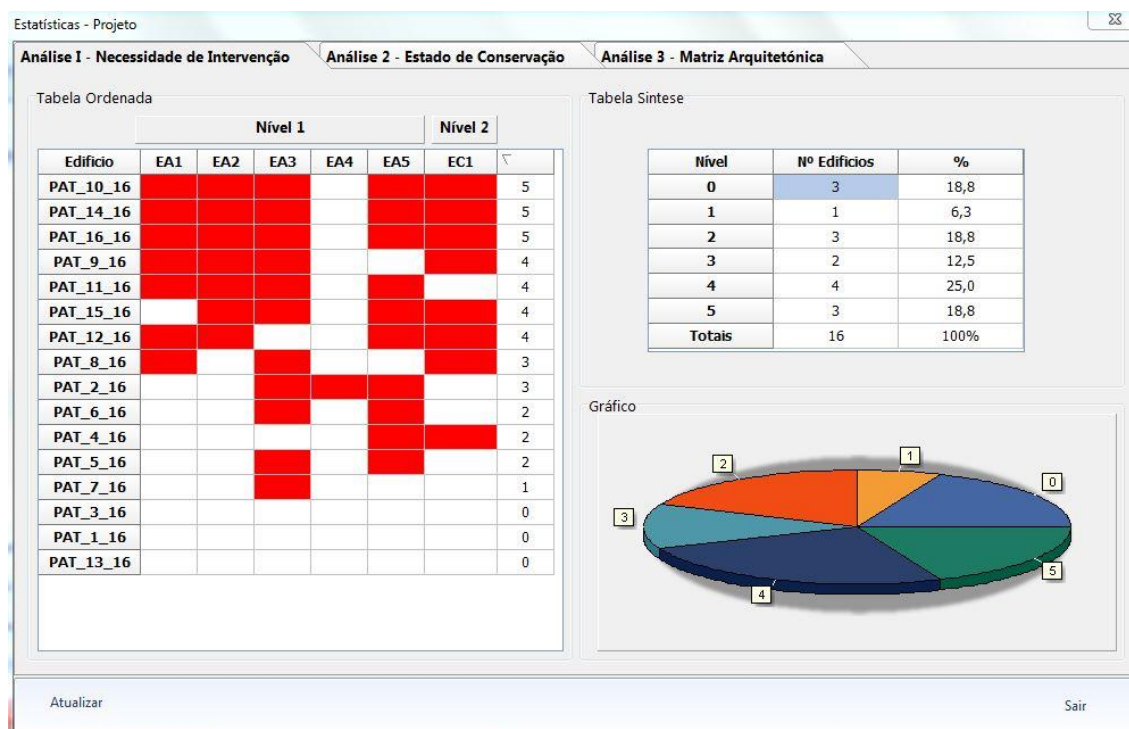 Estatísticas - Projeto
Análise I - Necessidade de Intervenção Análise 2 - Estado de Conservação Análise 3 - Matriz Arquitetónica
Tabela Ordenada
Nível 1 Nível 2
Edificio EA1 EA2 EA3 EA4 EA5 EC1
PAT_10_16 5
PAT_14_16 5
PAT_16_16 5
PAT_9_16 4
PAT_11_16 4
PAT_15_16 4
PAT_12_16 4
PAT_8_16 3
PAT_2_16 3
PAT_6_16 2
PAT_4_16 2
PAT_5_16 2
PAT_7_16 1
PAT_3_16 0
PAT_1_16 0
PAT_13_16 0
Tabela Sintese
Nível Nº Edificios %
0 3 18,8
1 1 6,3
2 3 18,8
3 2 12,5
4 4 25,0
5 3 18,8
Totais 16 100%
Gráfico
1
2
0
3
5
4
Atualizar Sair